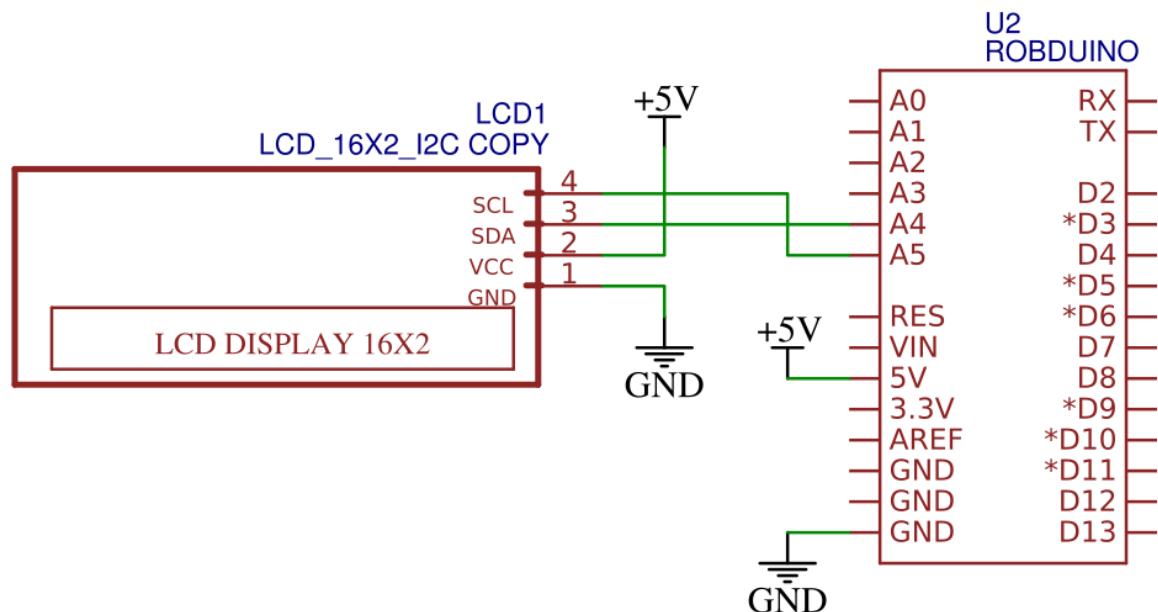 U2
ROBDUINO
LCD1
LCD_16X2_I2C COPY
+5V
4
SCL
3
SDA
2
VCC
1
GND
LCD DISPLAY 16X2
GND
+5V
GND
A0
A1
A2
A3
A4
A5
RES
VIN
5V
3.3V
AREF
GND
GND
GND
RX
TX
D2
*D3
D4
*D5
*D6
D7
D8
*D9
*D10
*D11
D12
D13